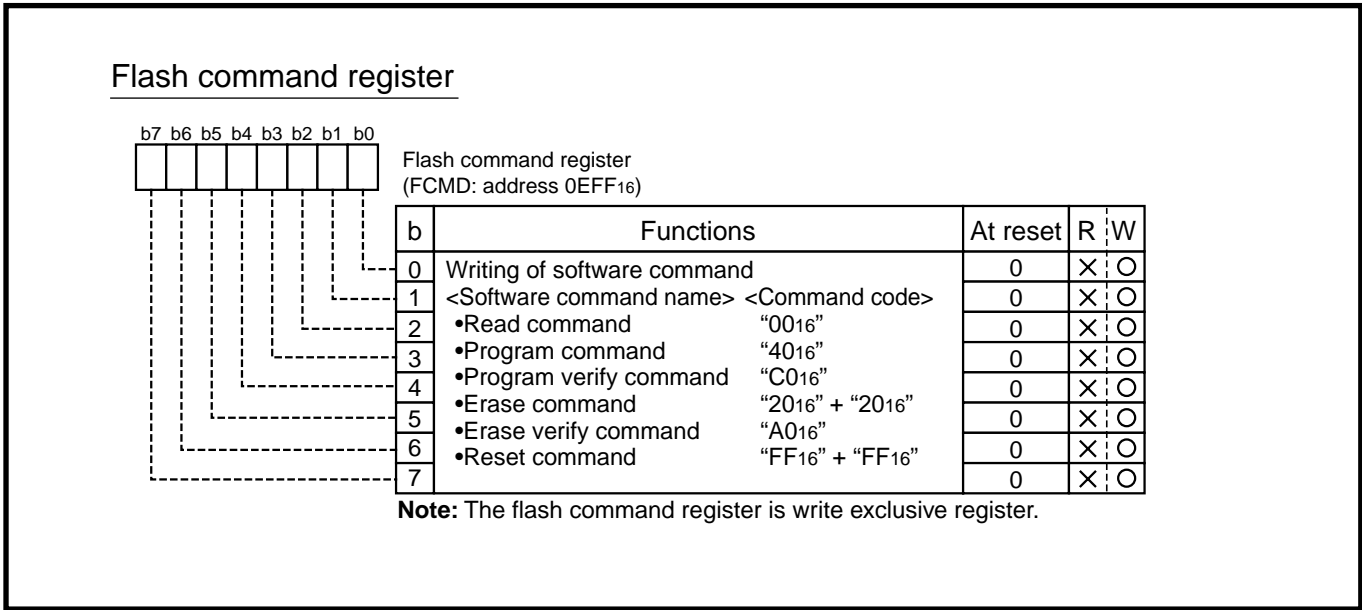 Flash command register
b7 b6 b5 b4 b3 b2 b1 b0
Flash command register
(FCMD: address 0EFF16)
b Functions At reset R W
0 Writing of software command 0 × ○
1 <Software command name> <Command code> 0 × ○
2 •Read command “0016” 0 × ○
3 •Program command “4016” 0 × ○
4 •Program verify command “C016” 0 × ○
5 •Erase command “2016” + “2016” 0 × ○
•Erase verify command “A016”
6 •Reset command “FF16” + “FF16” 0 × ○
7 0 × ○
Note: The flash command register is write exclusive register.